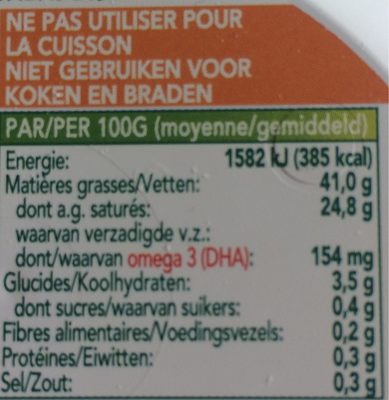 NE PAS UTILISER POUR
LA CUISSON
NIET GEBRUIKEN VOOR
KOKEN EN BRADEN
PAR/PER 100G (moyenne/gemiddeld)
Energie: 1582 kJ (385 kcal)
Matières grasses/Vetten: 41,0 g
dont a.g. saturés: 24,8 g
waarvan verzadigde v.z.:
dont/waarvan omega 3 (DHA): 154 mg
Glucides/Koolhydraten: 3,5 g
dont sucres/waarvan suikers: 0,4 g
Fibres alimentaires/Voedingsvezels: 0,2 g
Protéines/Eiwitten: 0,3 g
Sel/Zout: 0,3 g